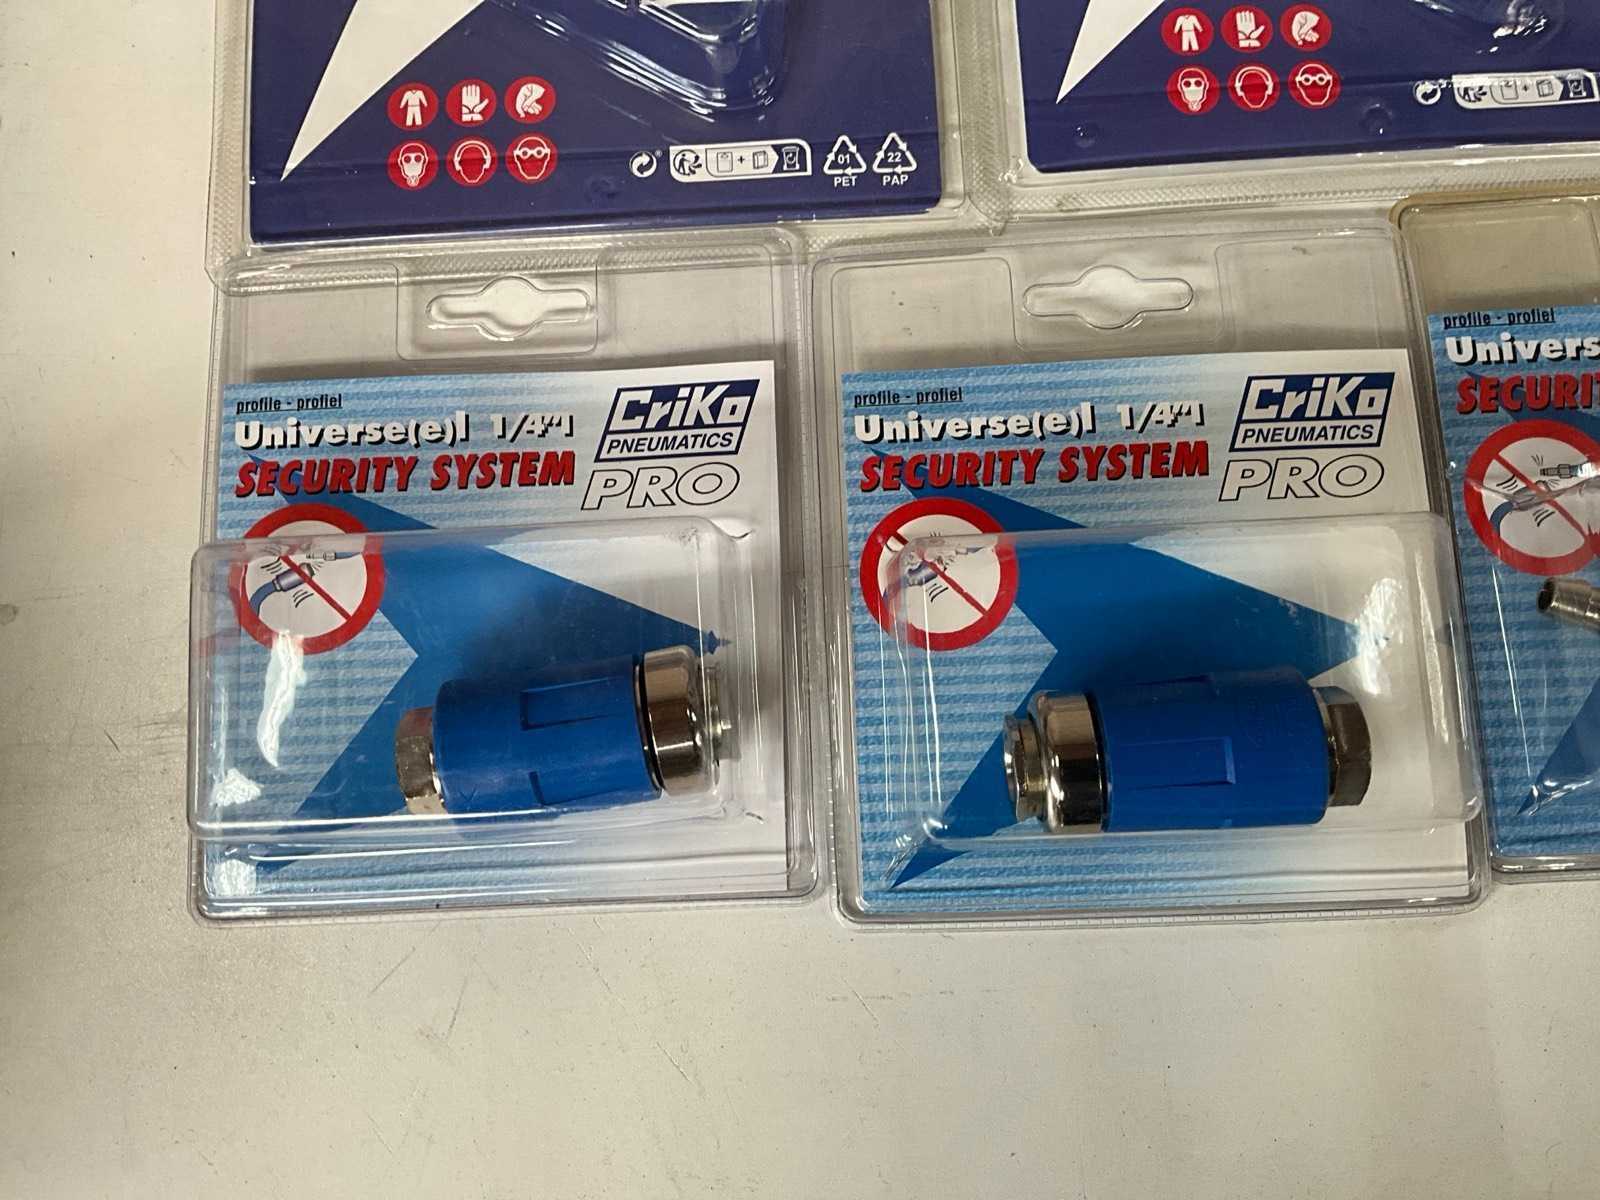 01
PET
22
PAP
profile - profiel
Universe(e)l 1/4"
SECURITY SYSTEM
CriKo
PNEUMATICS
PRO
profile - profiel
Universe(e)l 1/4"
SECURITY SYSTEM
CriKo
PNEUMATICS
PRO
profile - profiel
Univers
SECURIT